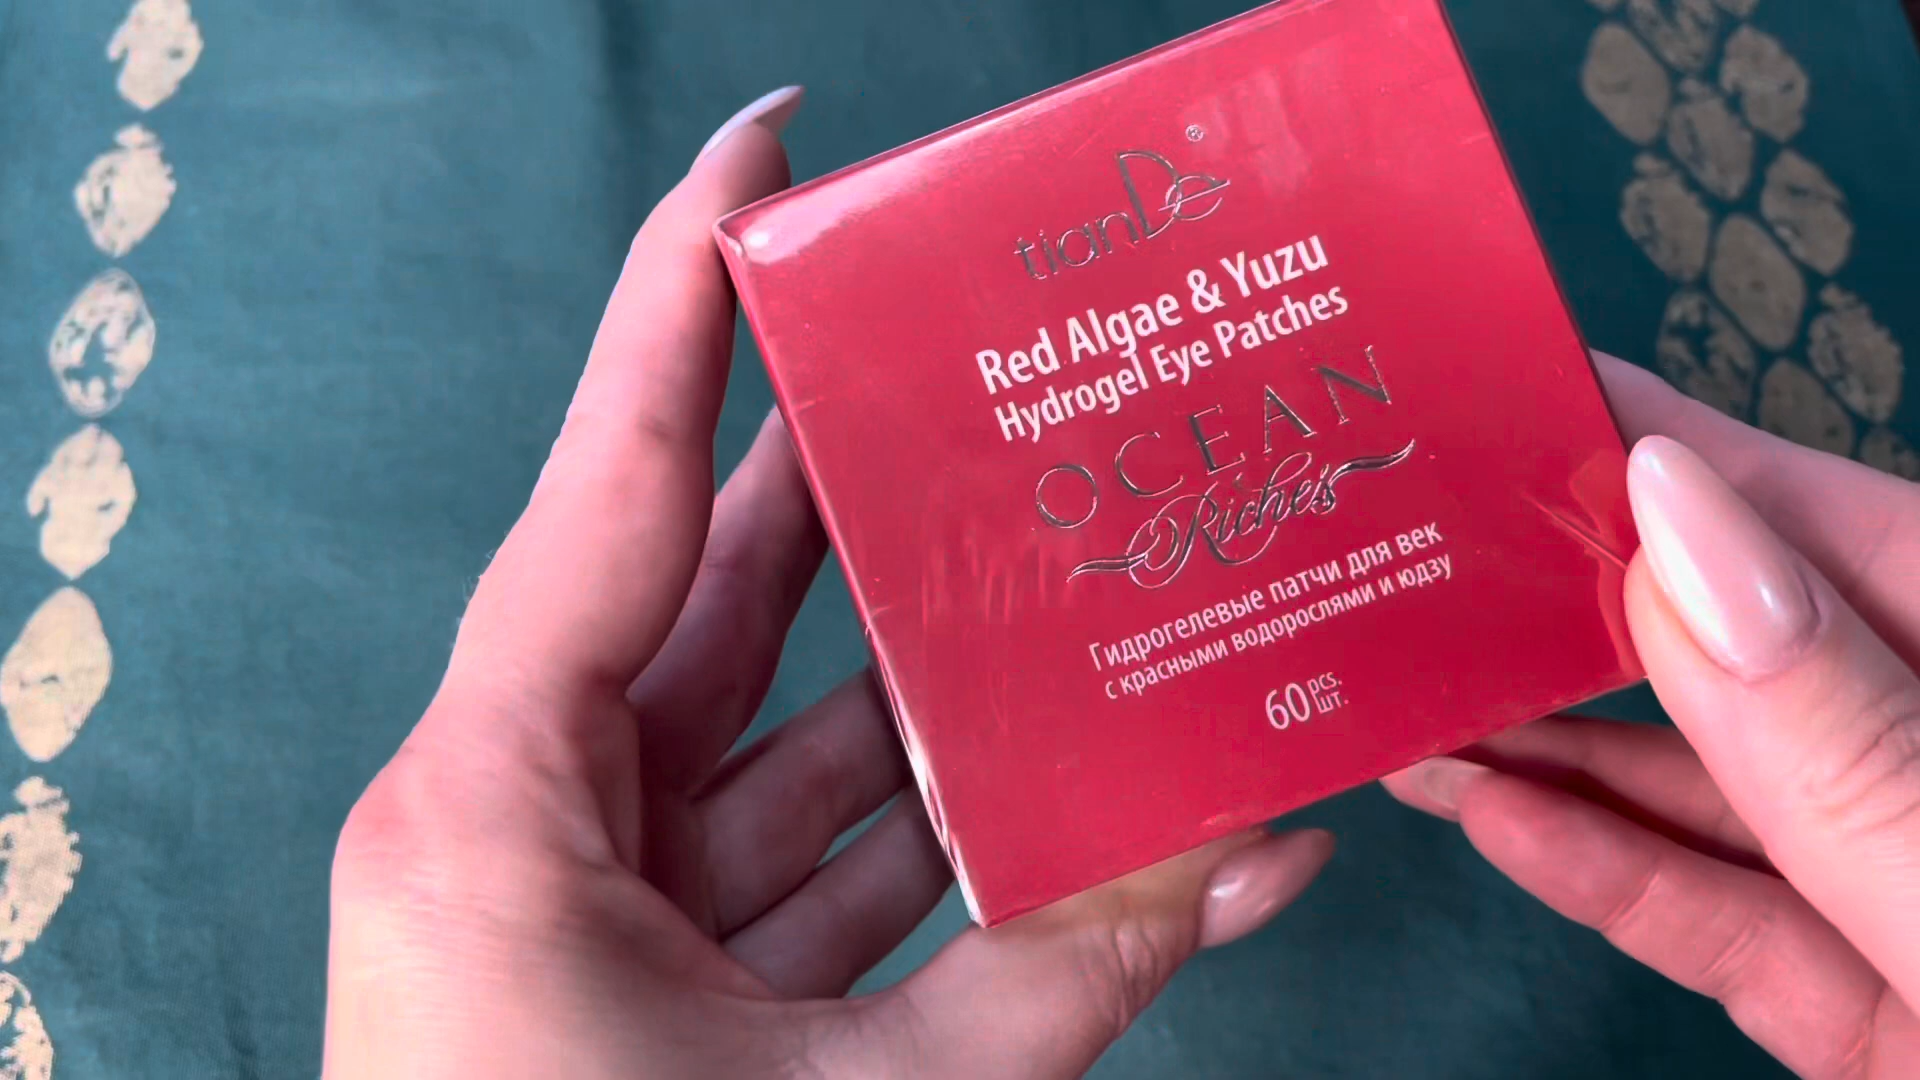 tianDe®
Red Algae & Yuzu
Hydrogel Eye Patches
OCEAN
Riches
Гидрогелевые патчи для век
с красными водорослями и юдзу
60 pcs.
шт.